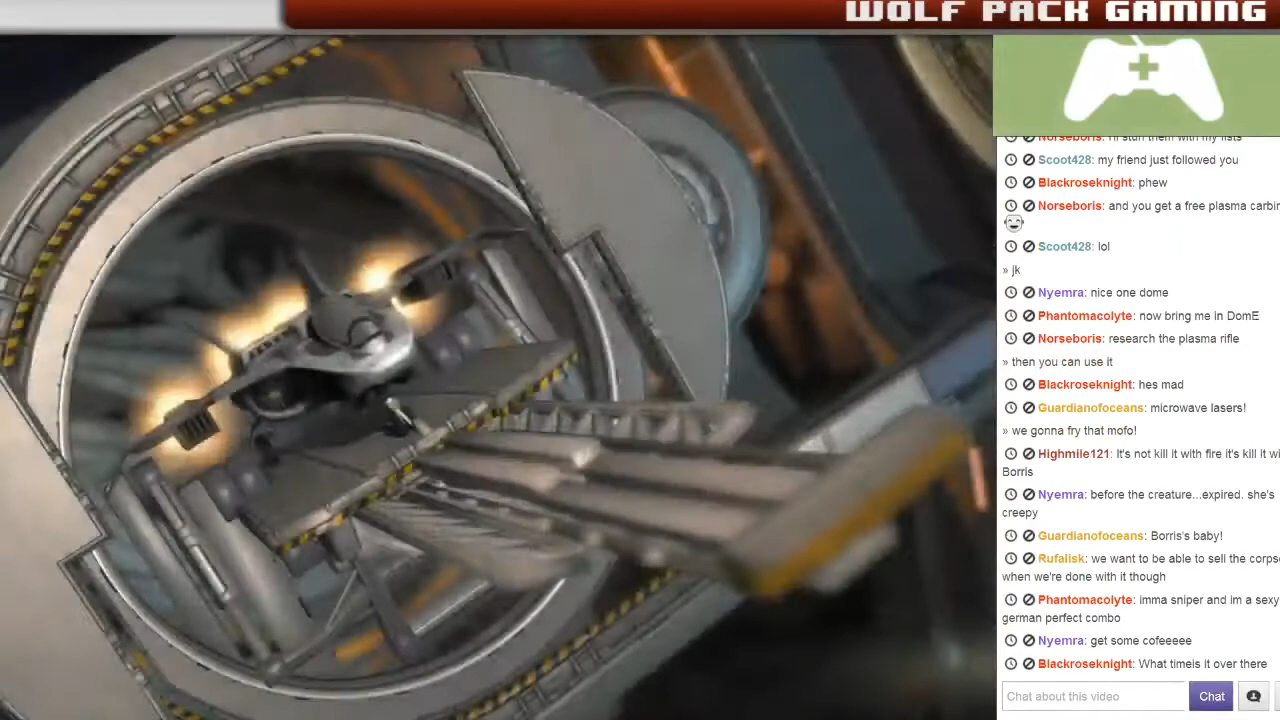 WOLF PACK GAMING
Scoot428: my friend just followed you
Blackroseknight: phew
Norseboris: and you get a free plasma
Scoot428: lol
» jk
Nyemra: nice one dome
Phantomacolyte: now bring me in DomE
Norseboris: research the plasma rifle
» then you can use it
Blackroseknight: hes mad
Guardianofoceans: microwave lasers!
» we gonna fry that mofo!
Highmile121: It's not kill it with fire it's kill it
Borris
Nyemra: before the creature...expired. she's
creepy
Guardianofoceans: Borris's baby!
Rufailsk: we want to be able to sell the
when we're done with it though
Phantomacolyte: imma sniper and im a sexy
german perfect combo
Nyemra: get some cofeeeee
Blackroseknight: What timeis it over there
Chat about this video
Chat